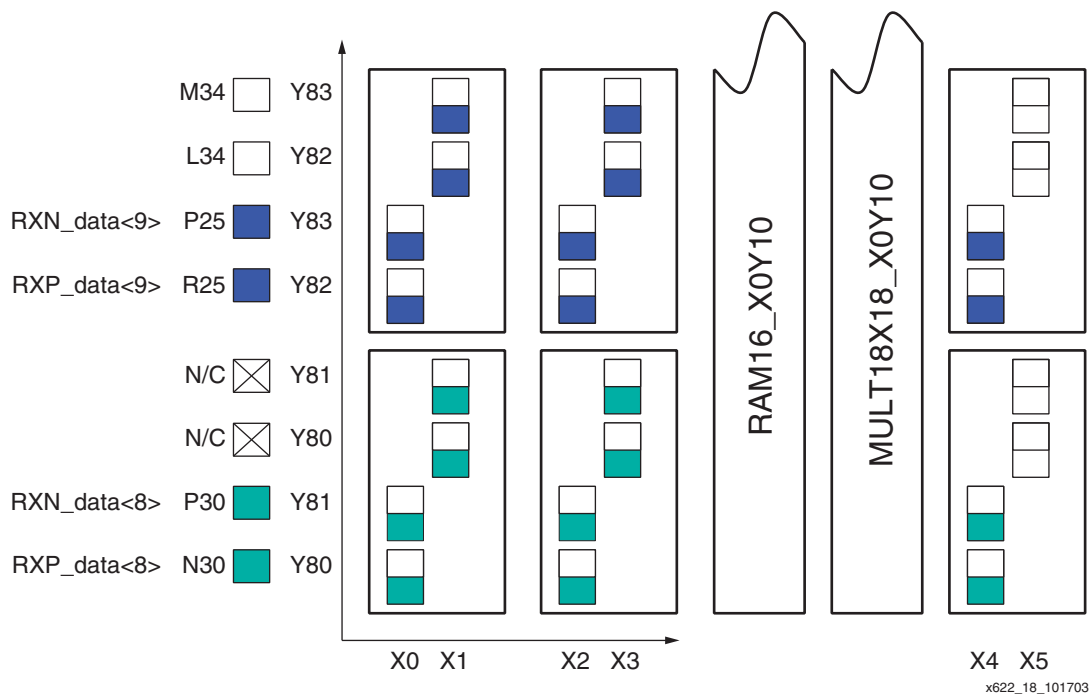 M34 Y83
L34 Y82
RXN_data<9> P25 Y83
RXP_data<9> R25 Y82
N/C Y81
N/C Y80
RXN_data<8> P30 Y81
RXP_data<8> N30 Y80
RAM16_X0Y10
MULT18X18_X0Y10
X0 X1 X2 X3 X4 X5
x622_18_101703